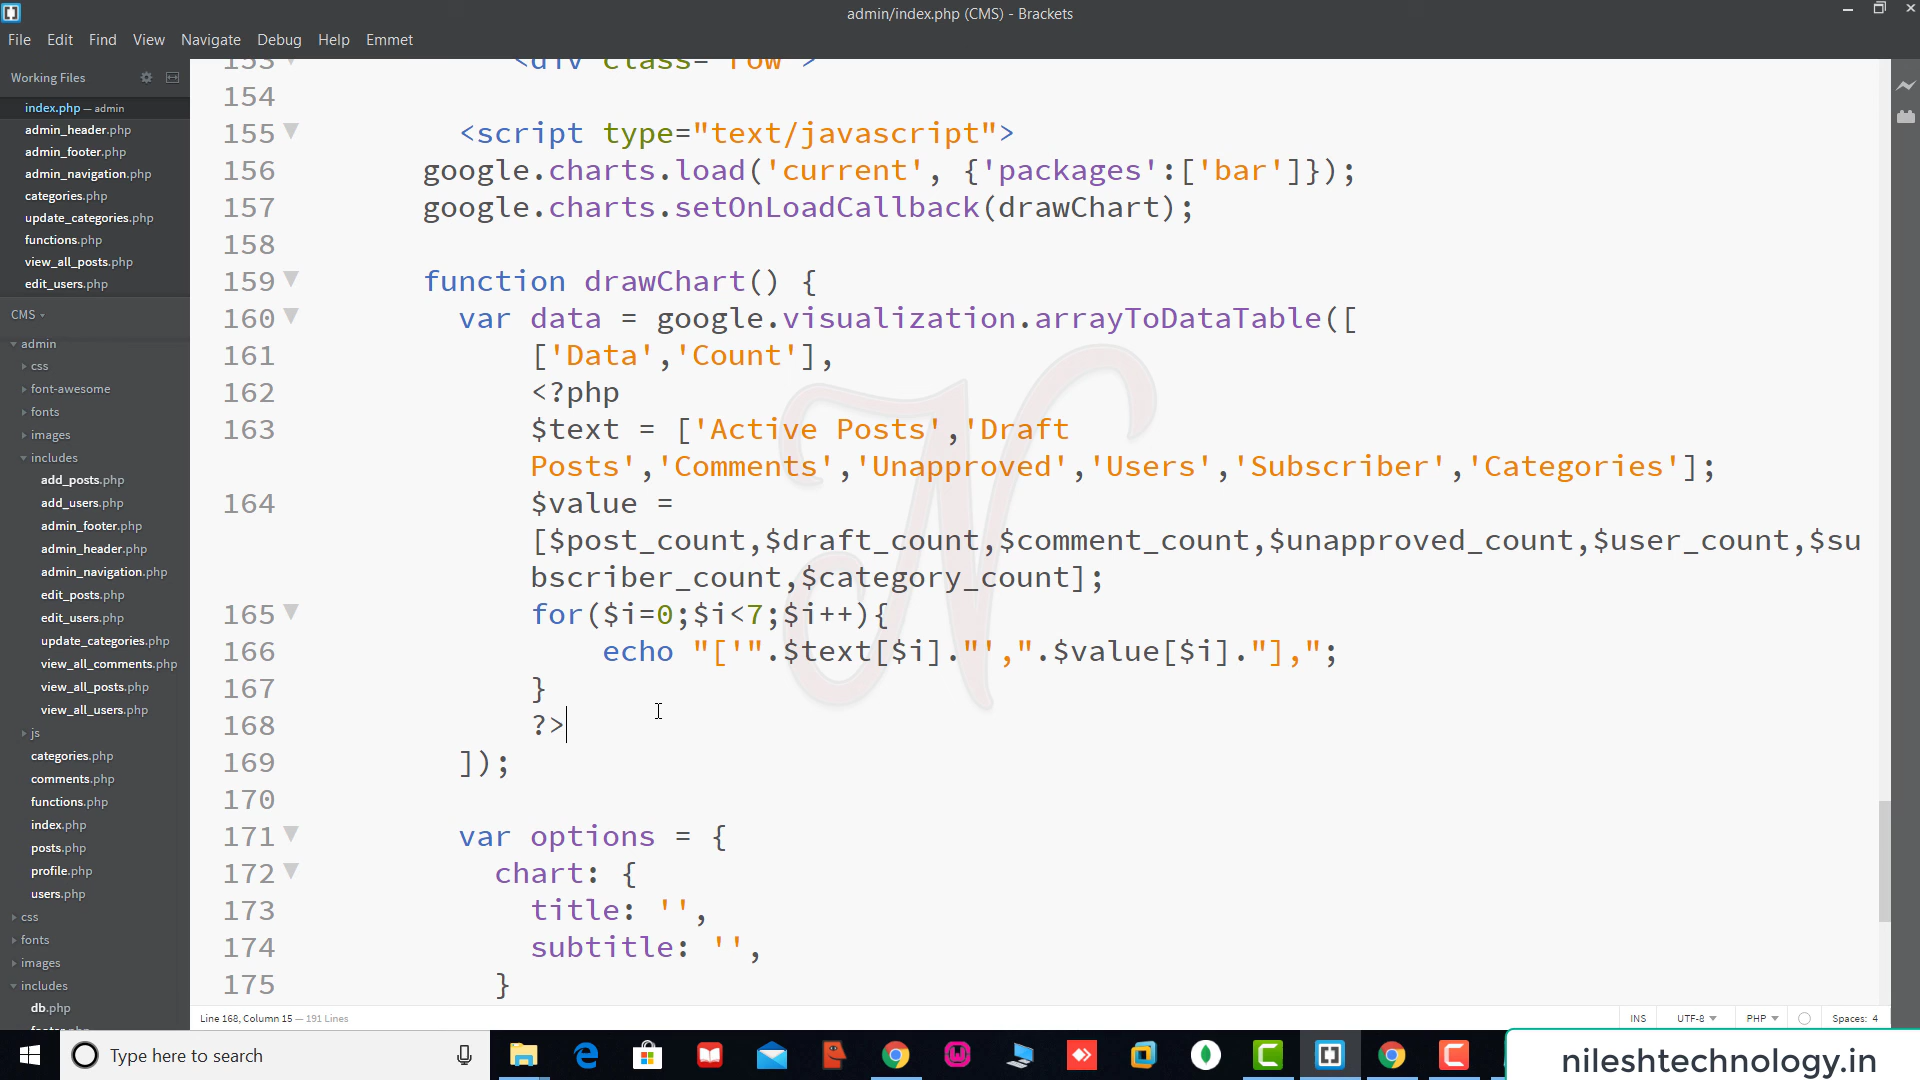 admin/index.php (CMS) - Brackets
File Edit Find View Navigate Debug Help Emmet
Working Files
index.php — admin
admin_header.php
admin_footer.php
admin_navigation.php
categories.php
update_categories.php
functions.php
view_all_posts.php
edit_users.php
CMS
admin
css
font-awesome
fonts
images
includes
add_posts.php
add_users.php
admin_footer.php
admin_header.php
admin_navigation.php
edit_posts.php
edit_users.php
update_categories.php
view_all_comments.php
view_all_posts.php
view_all_users.php
js
categories.php
comments.php
functions.php
index.php
posts.php
profile.php
users.php
css
fonts
images
includes
db.php
153 <div class="row">
154
155 <script type="text/javascript">
156 google.charts.load('current', {'packages':['bar']});
157 google.charts.setOnLoadCallback(drawChart);
158
159 function drawChart() {
160 var data = google.visualization.arrayToDataTable([
161 ['Data','Count'],
162 <?php
163 $text = ['Active Posts','Draft
Posts','Comments','Unapproved','Users','Subscriber','Categories'];
164 $value =
[$post_count,$draft_count,$comment_count,$unapproved_count,$user_count,$su
bscriber_count,$category_count];
165 for($i=0;$i<7;$i++){
166 echo "['".$text[$i]."',".$value[$i]."],";
167 }
168 ?>
169 ]);
170
171 var options = {
172 chart: {
173 title: '',
174 subtitle: '',
175 }
Line 168, Column 15 — 191 Lines
INS UTF-8 PHP Spaces: 4
Type here to search
nileshtechnology.in